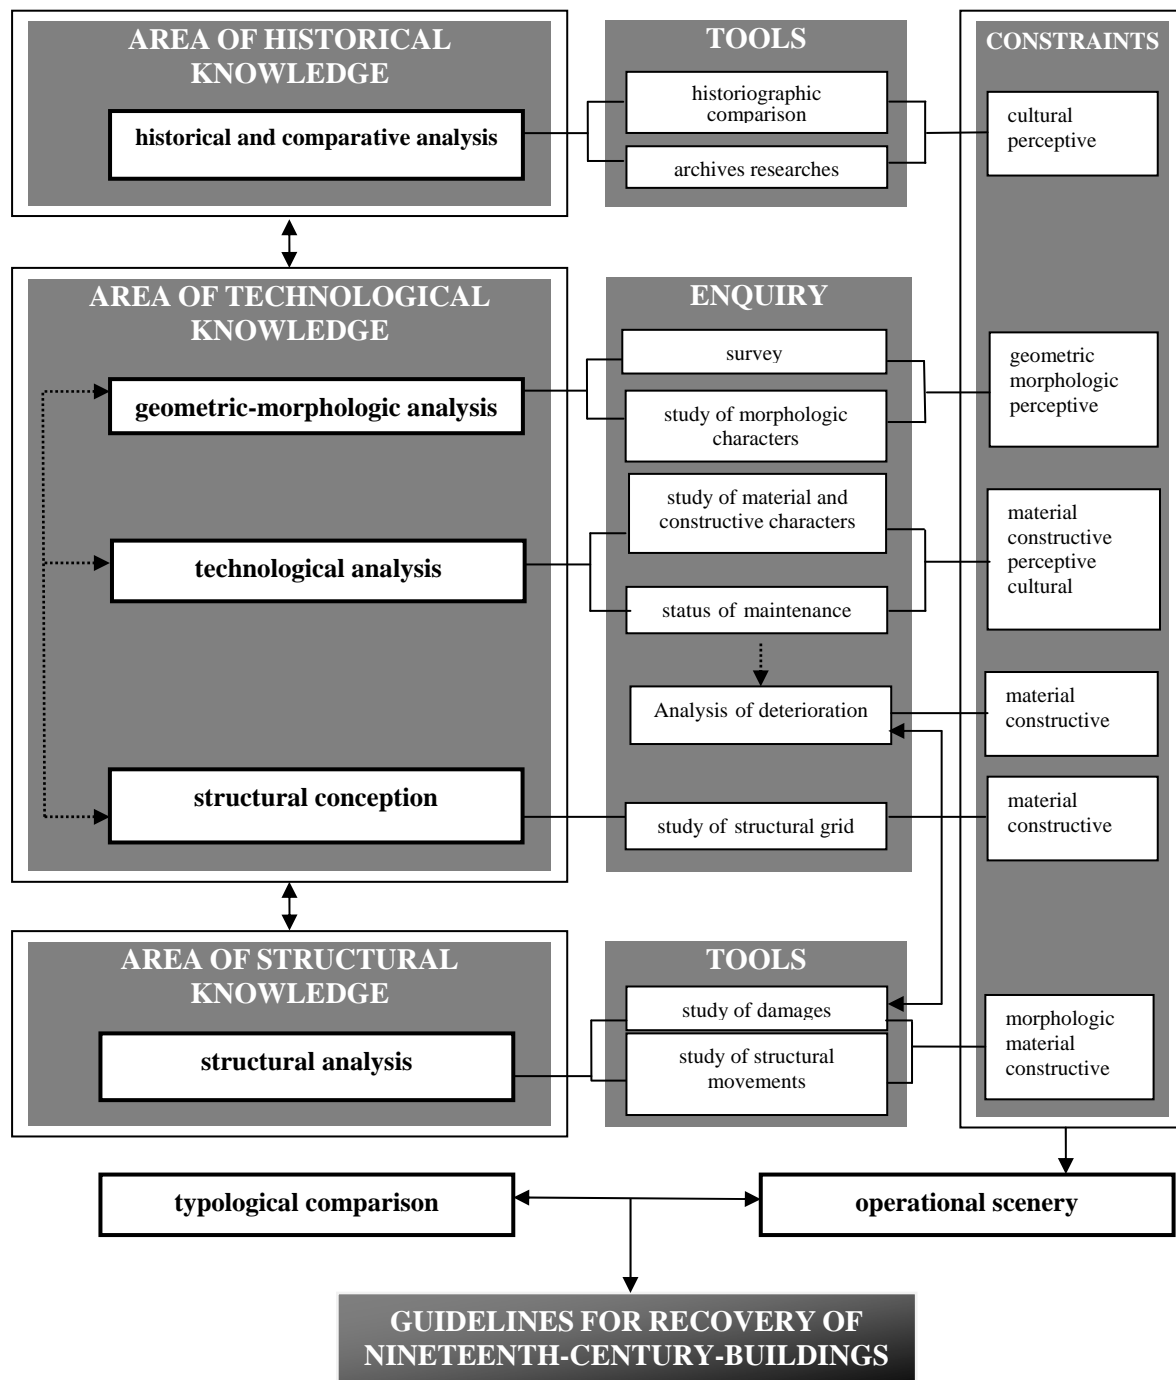 AREA OF HISTORICAL
KNOWLEDGE
historical and comparative analysis
TOOLS
historiographic
comparison
archives researches
CONSTRAINTS
cultural
perceptive
AREA OF TECHNOLOGICAL
KNOWLEDGE
geometric-morphologic analysis
technological analysis
structural conception
ENQUIRY
survey
study of morphologic
characters
study of material and
constructive characters
status of maintenance
Analysis of deterioration
study of structural grid
geometric
morphologic
perceptive
material
constructive
perceptive
cultural
material
constructive
material
constructive
AREA OF STRUCTURAL
KNOWLEDGE
structural analysis
TOOLS
study of damages
study of structural
movements
morphologic
material
constructive
typological comparison
operational scenery
GUIDELINES FOR RECOVERY OF
NINETEENTH-CENTURY-BUILDINGS